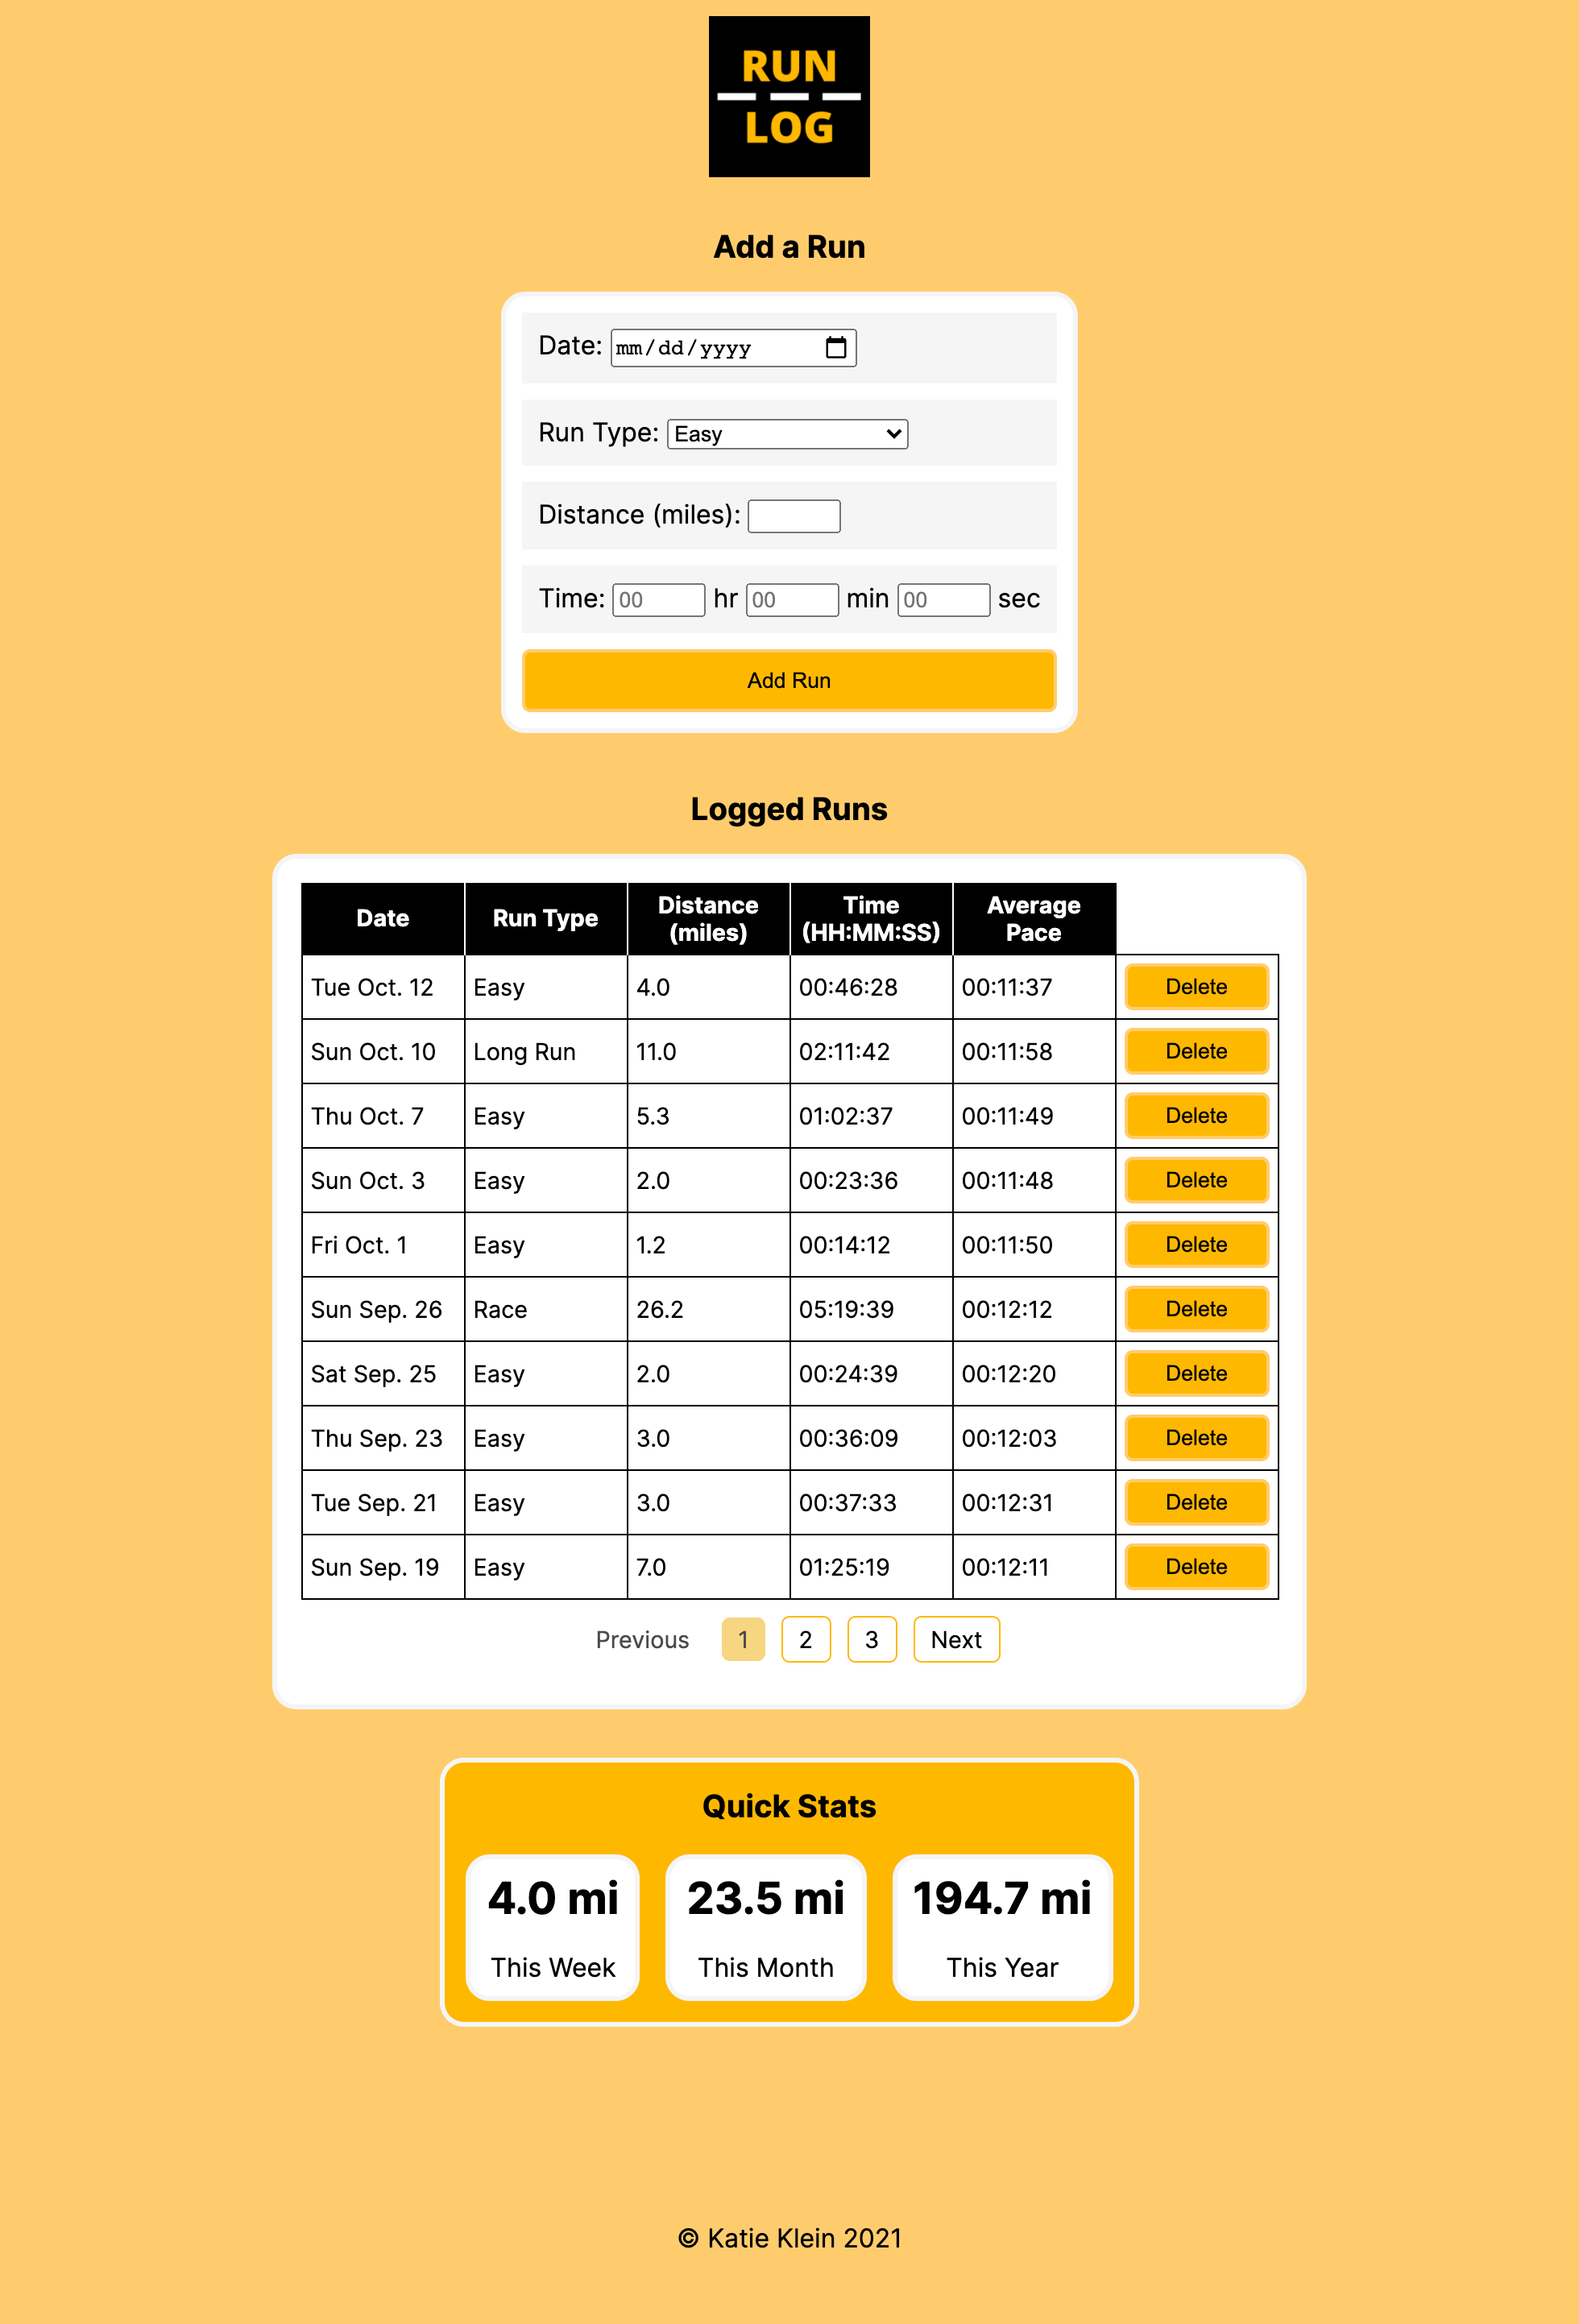 RUN
LOG
Add a Run
Date: mm/dd/yyyy
Run Type: Easy
Distance (miles):
Time: 00 hr 00 min 00 sec
Add Run
Logged Runs
Date Run Type Distance (miles) Time (HH:MM:SS) Average Pace
Tue Oct. 12 Easy 4.0 00:46:28 00:11:37 Delete
Sun Oct. 10 Long Run 11.0 02:11:42 00:11:58 Delete
Thu Oct. 7 Easy 5.3 01:02:37 00:11:49 Delete
Sun Oct. 3 Easy 2.0 00:23:36 00:11:48 Delete
Fri Oct. 1 Easy 1.2 00:14:12 00:11:50 Delete
Sun Sep. 26 Race 26.2 05:19:39 00:12:12 Delete
Sat Sep. 25 Easy 2.0 00:24:39 00:12:20 Delete
Thu Sep. 23 Easy 3.0 00:36:09 00:12:03 Delete
Tue Sep. 21 Easy 3.0 00:37:33 00:12:31 Delete
Sun Sep. 19 Easy 7.0 01:25:19 00:12:11 Delete
Previous 1 2 3 Next
Quick Stats
4.0 mi 23.5 mi 194.7 mi
This Week This Month This Year
© Katie Klein 2021